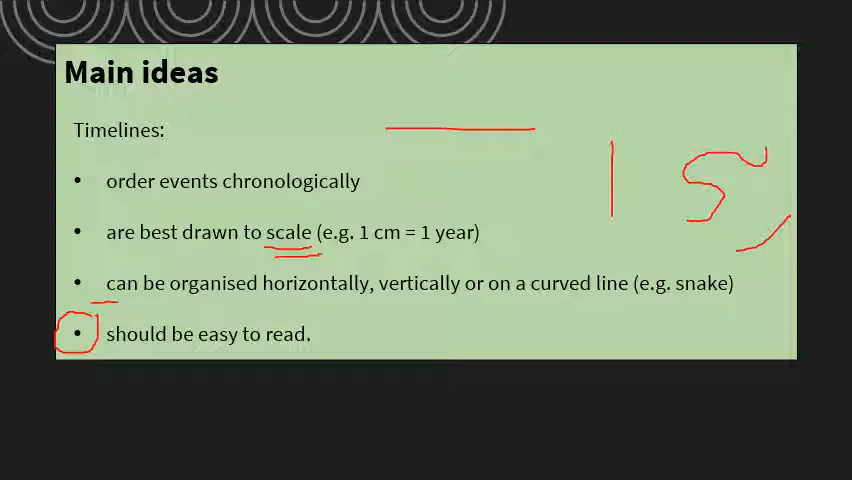 Main ideas
Timelines:
• order events chronologically
• are best drawn to scale (e.g. 1 cm = 1 year)
• can be organised horizontally, vertically or on a curved line (e.g. snake)
• should be easy to read.